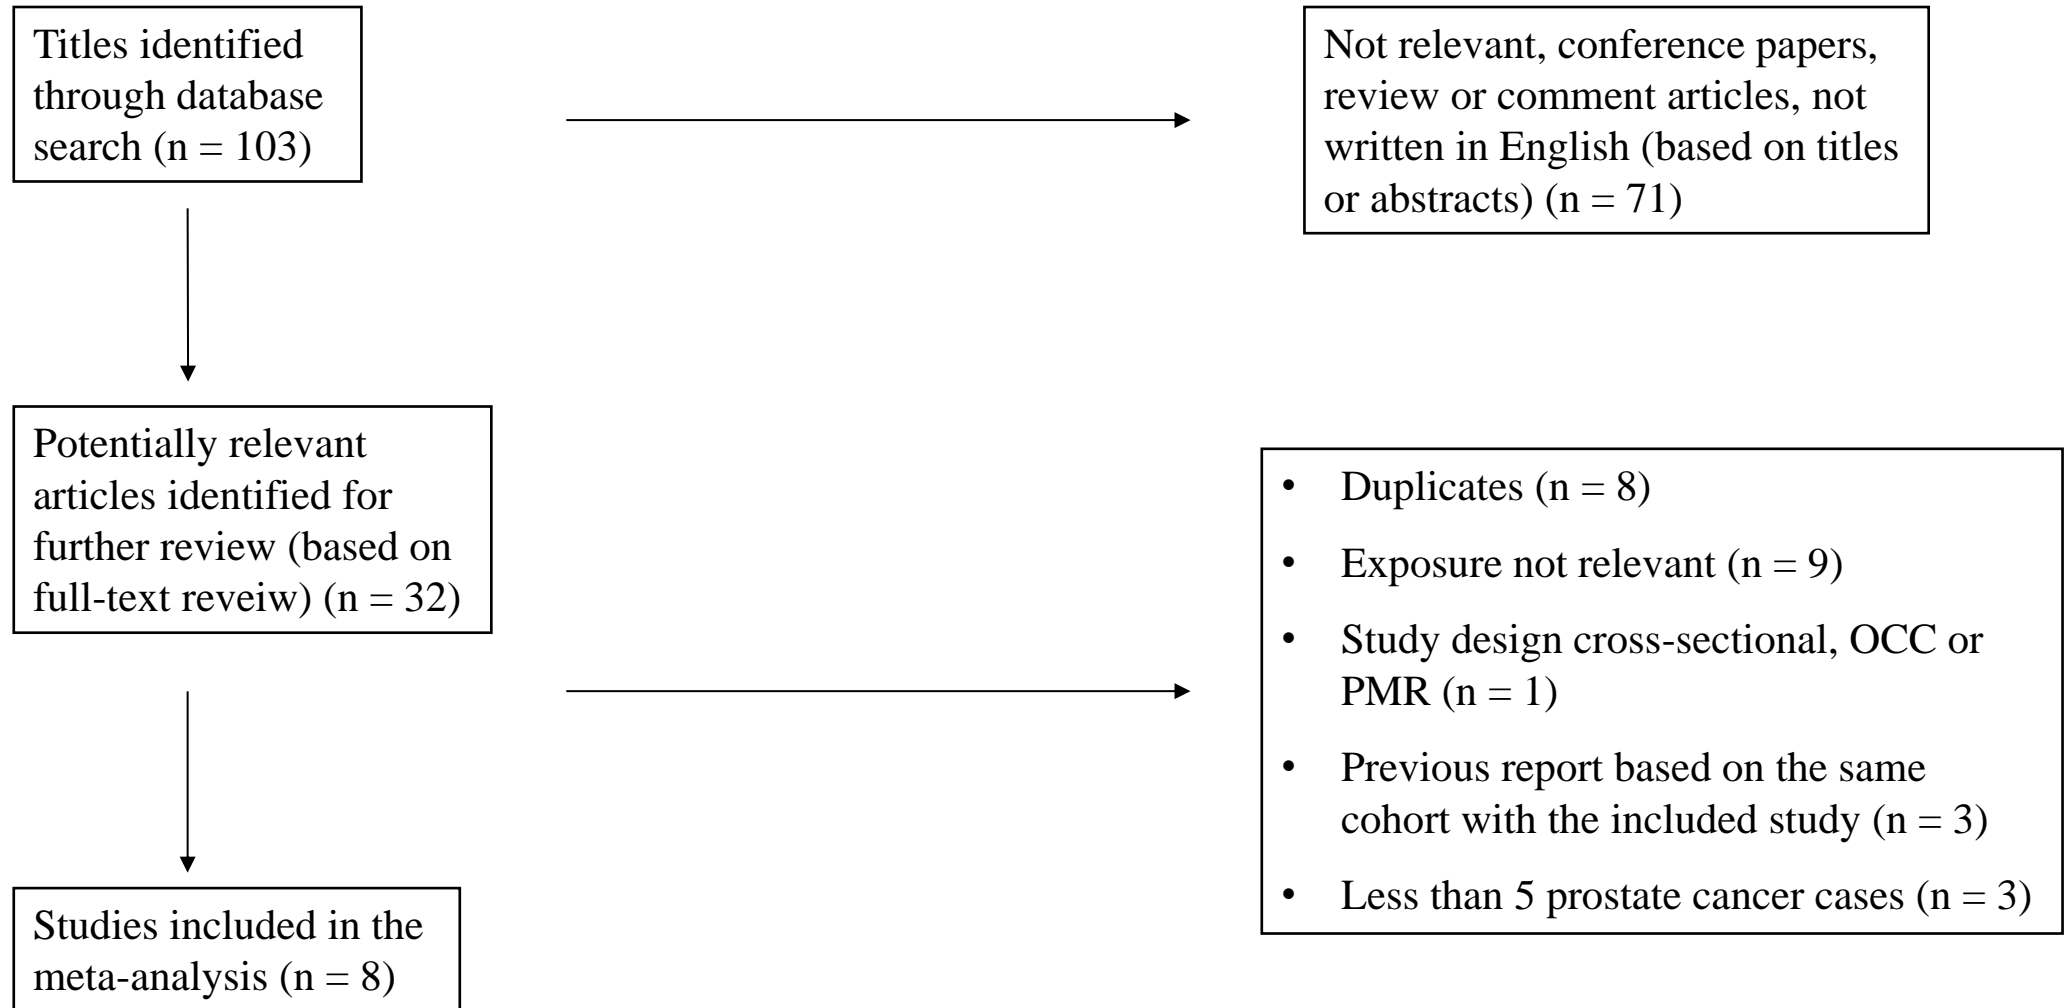 Titles identified
through database
search (n = 103)
Not relevant, conference papers,
review or comment articles, not
written in English (based on titles
or abstracts) (n = 71)
Potentially relevant
articles identified for
further review (based on
full-text reveiw) (n = 32)
• Duplicates (n = 8)
• Exposure not relevant (n = 9)
• Study design cross-sectional, OCC or
PMR (n = 1)
• Previous report based on the same
cohort with the included study (n = 3)
• Less than 5 prostate cancer cases (n = 3)
Studies included in the
meta-analysis (n = 8)